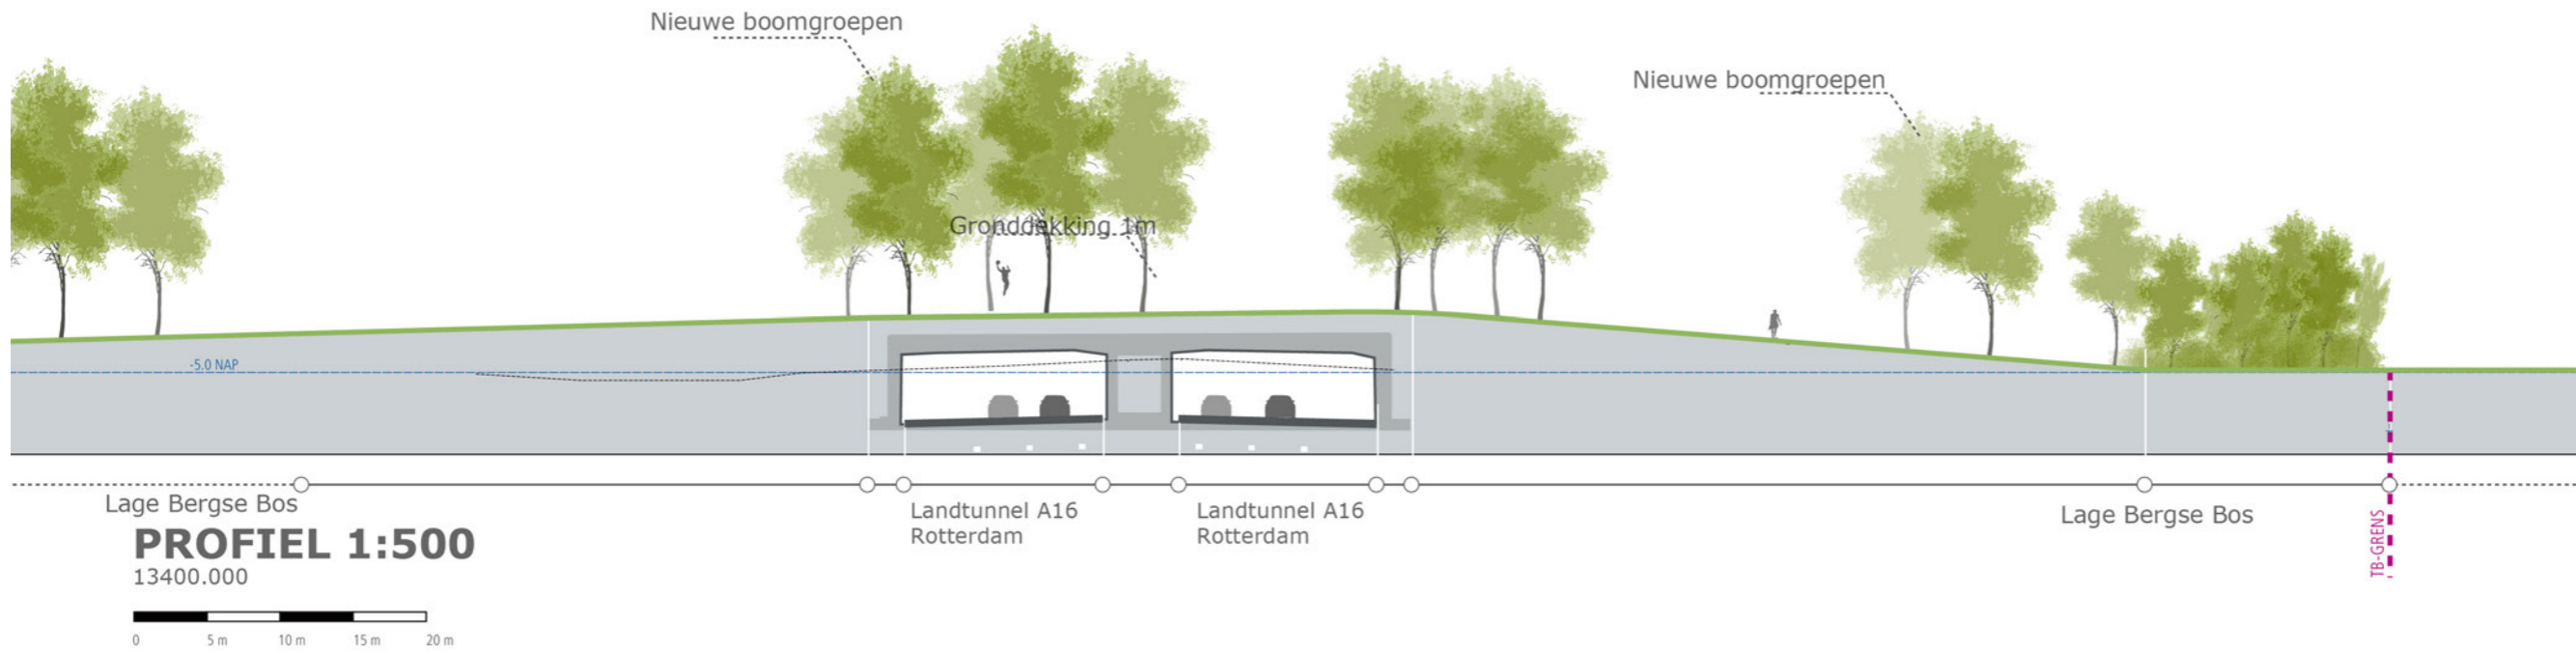 Nieuwe boomgroepen
Nieuwe boomgroepen
Gronddekking 1m
-5.0 NAP
Lage Bergse Bos
Landtunnel A16
Rotterdam
Landtunnel A16
Rotterdam
Lage Bergse Bos
TB-GRENS
PROFIEL 1:500
13400.000
0 5 m 10 m 15 m 20 m